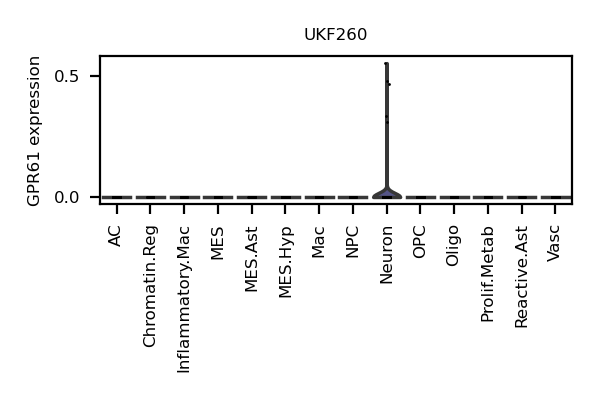 UKF260
GPR61 expression
0.5
0.0
AC
Chromatin.Reg
Inflammatory.Mac
MES
MES.Ast
MES.Hyp
Mac
NPC
Neuron
OPC
Oligo
Prolif.Metab
Reactive.Ast
Vasc